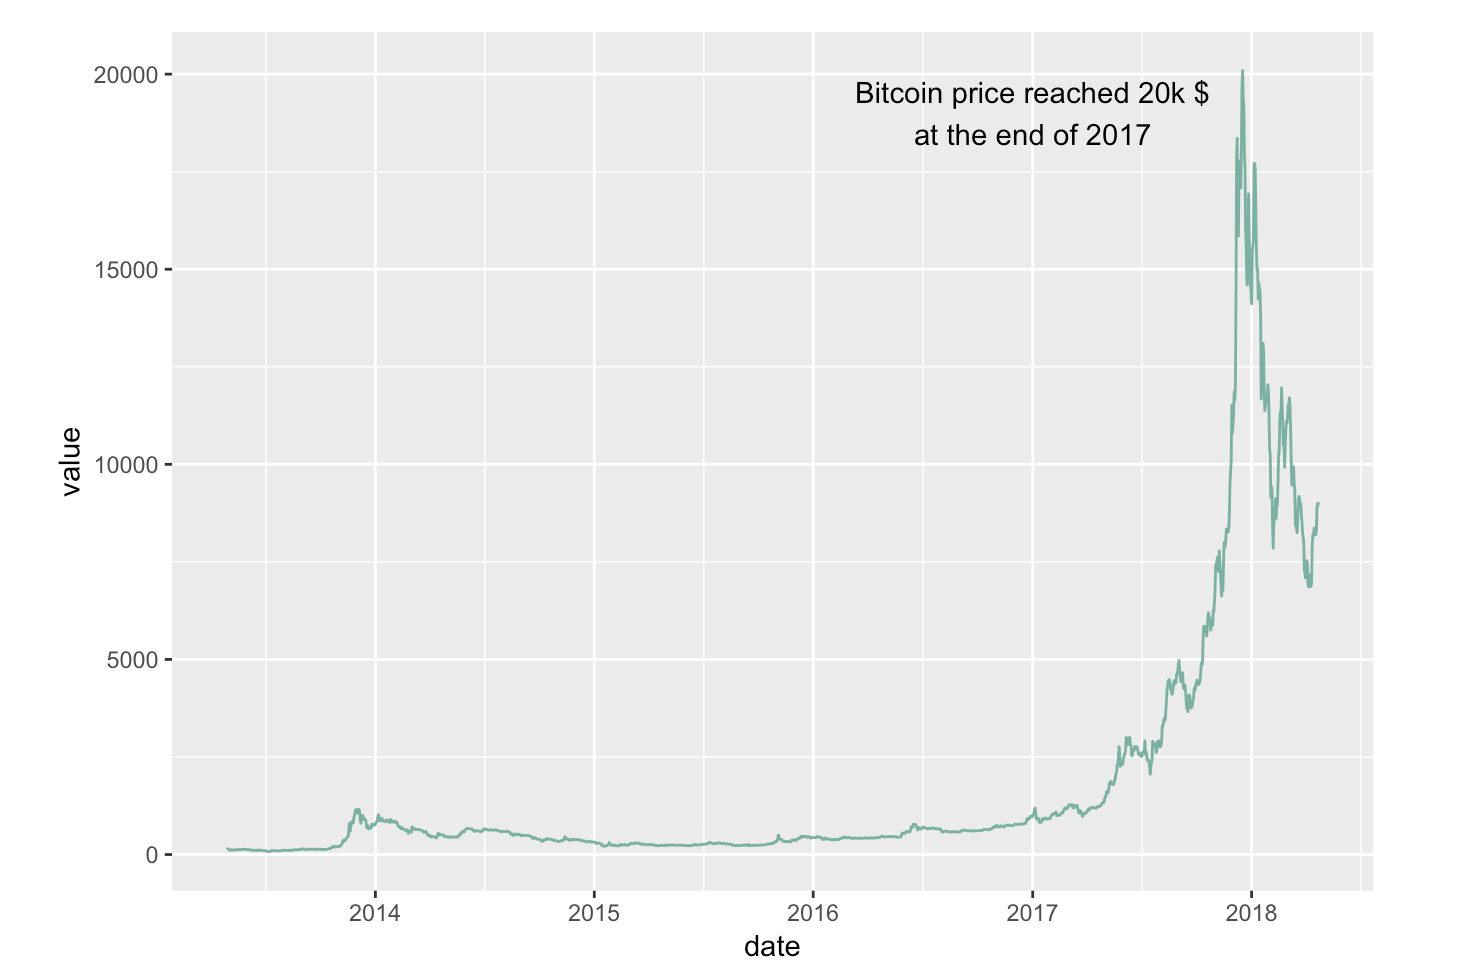 20000
Bitcoin price reached 20k $
at the end of 2017
15000
10000
value
5000
0
2014 2015 2016 2017 2018
date